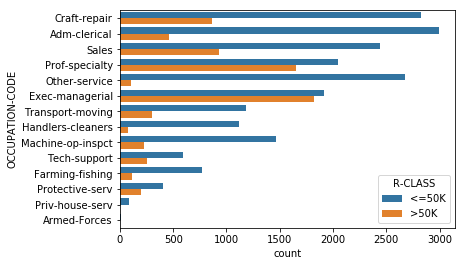 Craft-repair
Adm-clerical
Sales
Prof-specialty
Other-service
Exec-managerial
Transport-moving
Handlers-cleaners
Machine-op-inspct
Tech-support
Farming-fishing
Protective-serv
Priv-house-serv
Armed-Forces
OCCUPATION-CODE
R-CLASS
<=50K
>50K
0 500 1000 1500 2000 2500 3000
count